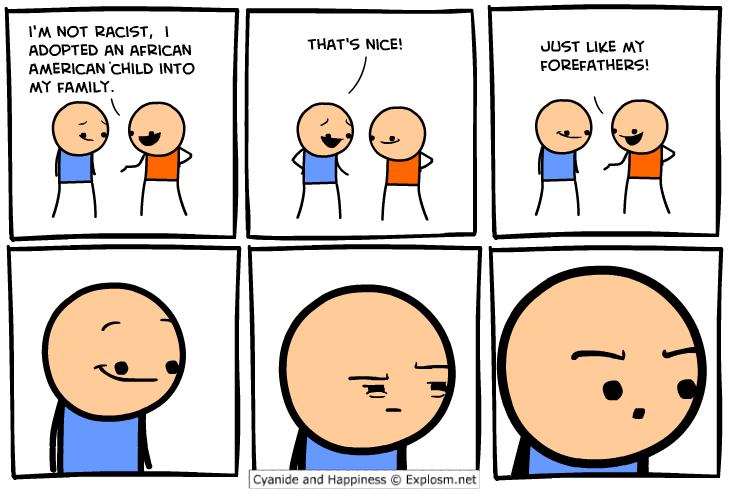 I'M NOT RACIST, I
ADOPTED AN AFRICAN
AMERICAN CHILD INTO
MY FAMILY.
THAT'S NICE!
JUST LIKE MY
FOREFATHERS!
Cyanide and Happiness © Explosm.net